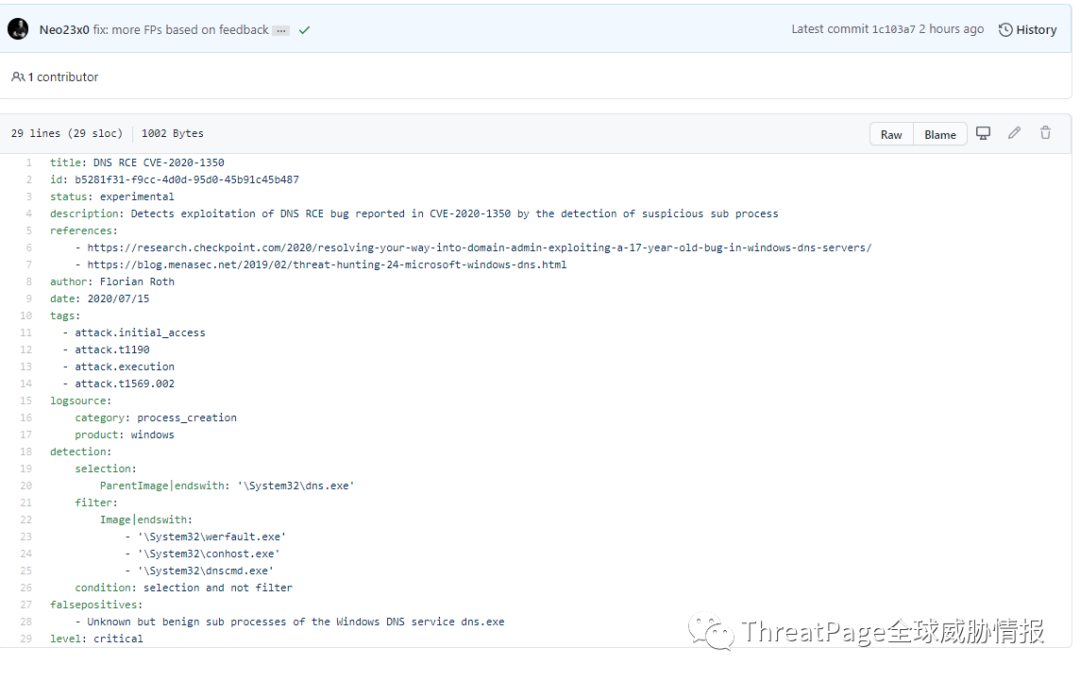 Neo23x0 fix: more FPs based on feedback ... Latest commit 1c103a7 2 hours ago History
1 contributor
29 lines (29 sloc) 1002 Bytes Raw Blame
1 title: DNS RCE CVE-2020-1350
2 id: b5281f31-f9cc-4d0d-95d0-45b91c45b487
3 status: experimental
4 description: Detects exploitation of DNS RCE bug reported in CVE-2020-1350 by the detection of suspicious sub process
5 references:
6     - https://research.checkpoint.com/2020/resolving-your-way-into-domain-admin-exploiting-a-17-year-old-bug-in-windows-dns-servers/
7     - https://blog.menasec.net/2019/02/threat-hunting-24-microsoft-windows-dns.html
8 author: Florian Roth
9 date: 2020/07/15
10 tags:
11   - attack.initial_access
12   - attack.t1190
13   - attack.execution
14   - attack.t1569.002
15 logsource:
16     category: process_creation
17     product: windows
18 detection:
19     selection:
20         ParentImage|endswith: '\System32\dns.exe'
21     filter:
22         Image|endswith:
23             - '\System32\werfault.exe'
24             - '\System32\conhost.exe'
25             - '\System32\dnscmd.exe'
26     condition: selection and not filter
27 falsepositives:
28     - Unknown but benign sub processes of the Windows DNS service dns.exe
29 level: critical
ThreatPage全球威胁情报